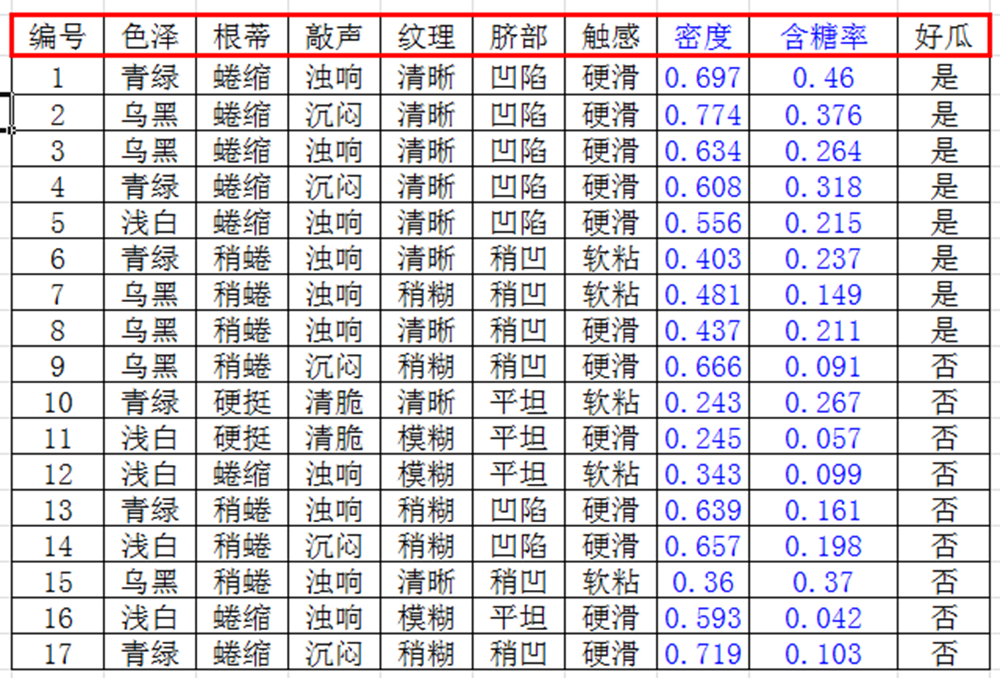 编号 色泽 根蒂 敲声 纹理 脐部 触感 密度 含糖率 好瓜
1 青绿 蜷缩 浊响 清晰 凹陷 硬滑 0.697 0.46 是
2 乌黑 蜷缩 沉闷 清晰 凹陷 硬滑 0.774 0.376 是
3 乌黑 蜷缩 浊响 清晰 凹陷 硬滑 0.634 0.264 是
4 青绿 蜷缩 沉闷 清晰 凹陷 硬滑 0.608 0.318 是
5 浅白 蜷缩 浊响 清晰 凹陷 硬滑 0.556 0.215 是
6 青绿 稍蜷 浊响 清晰 稍凹 软粘 0.403 0.237 是
7 乌黑 稍蜷 浊响 稍糊 稍凹 软粘 0.481 0.149 是
8 乌黑 稍蜷 浊响 清晰 稍凹 硬滑 0.437 0.211 是
9 乌黑 稍蜷 沉闷 稍糊 稍凹 硬滑 0.666 0.091 否
10 青绿 硬挺 清脆 清晰 平坦 软粘 0.243 0.267 否
11 浅白 硬挺 清脆 模糊 平坦 硬滑 0.245 0.057 否
12 浅白 蜷缩 浊响 模糊 平坦 软粘 0.343 0.099 否
13 青绿 稍蜷 浊响 稍糊 凹陷 硬滑 0.639 0.161 否
14 浅白 稍蜷 沉闷 稍糊 凹陷 硬滑 0.657 0.198 否
15 乌黑 稍蜷 浊响 清晰 稍凹 软粘 0.36 0.37 否
16 浅白 蜷缩 浊响 模糊 平坦 硬滑 0.593 0.042 否
17 青绿 蜷缩 沉闷 稍糊 稍凹 硬滑 0.719 0.103 否